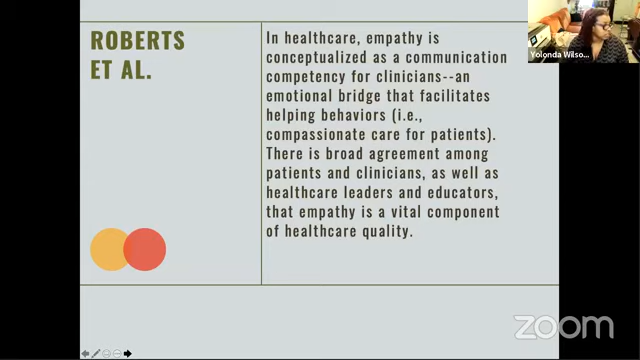 ROBERTS
ET AL.
In healthcare, empathy is
conceptualized as a communication
competency for clinicians--an
emotional bridge that facilitates
helping behaviors (i.e.,
compassionate care for patients).
There is broad agreement among
patients and clinicians, as well as
healthcare leaders and educators,
that empathy is a vital component
of healthcare quality.
Yolonda Wilso...
zoom